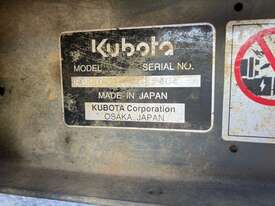 Kubota
MODEL SERIAL NO.
MADE IN JAPAN
KUBOTA Corporation
OSAKA JAPAN